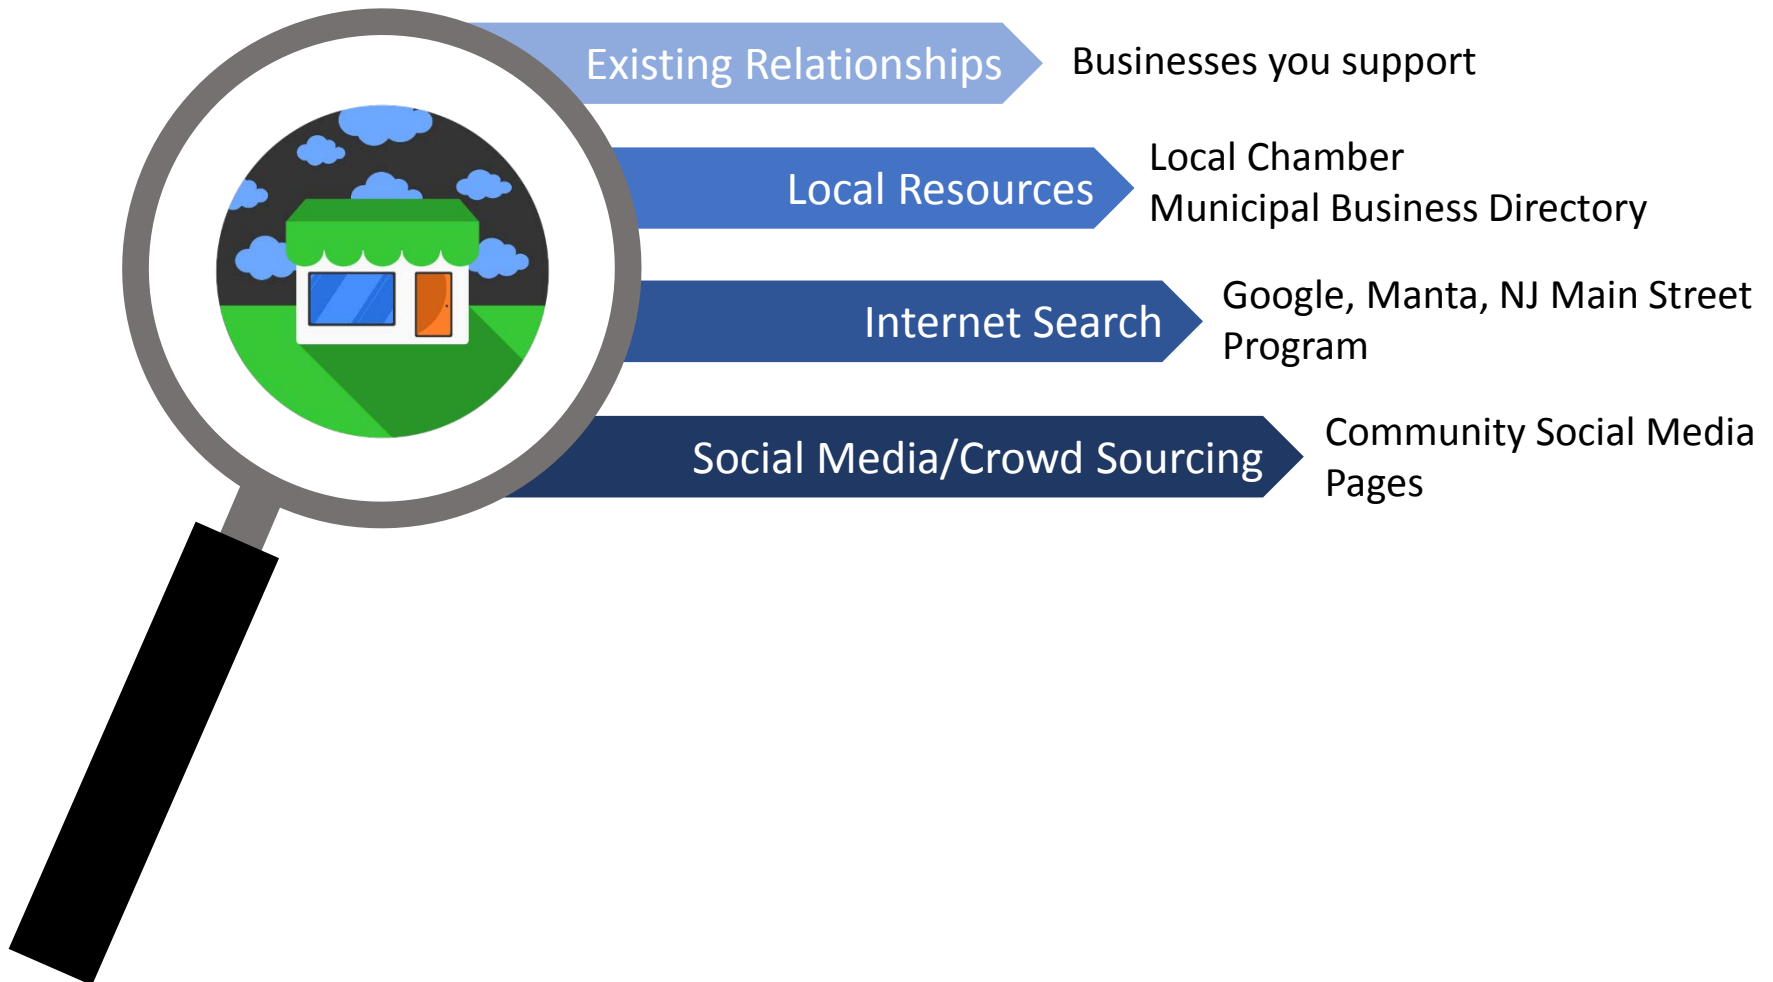 Existing Relationships
Businesses you support
Local Resources
Local Chamber
Municipal Business Directory
Internet Search
Google, Manta, NJ Main Street
Program
Social Media/Crowd Sourcing
Community Social Media
Pages